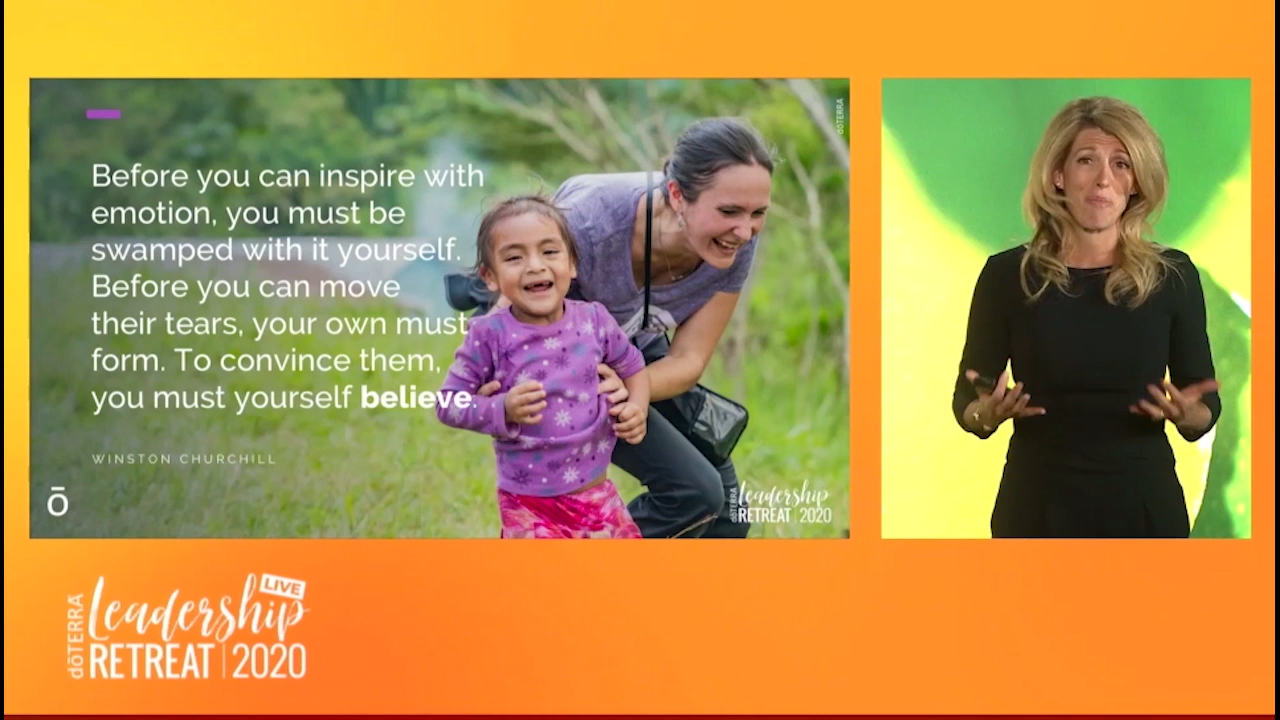 Before you can inspire with
emotion, you must be
swamped with it yourself.
Before you can move
their tears, your own must
form. To convince them,
you must yourself believe.
WINSTON CHURCHILL
ō
dōTERRA
dōTERRA
Leadership
RETREAT | 2020
LIVE
dōTERRA
Leadership
RETREAT | 2020